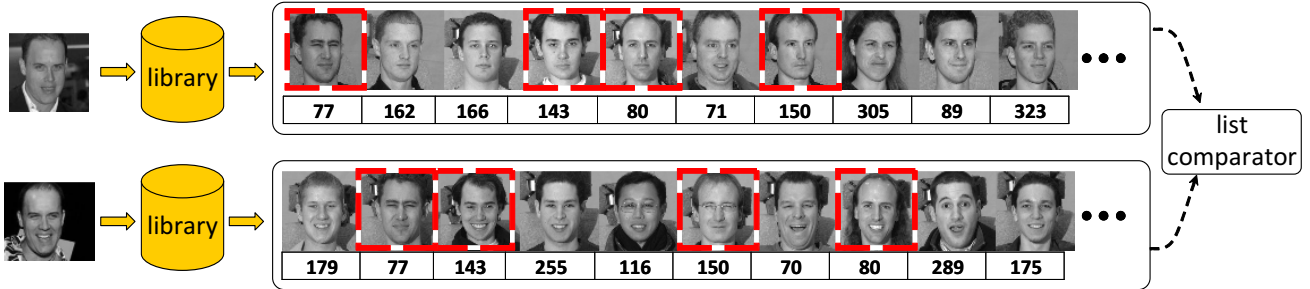 library
77 162 166 143 80 71 150 305 89 323
list
comparator
library
179 77 143 255 116 150 70 80 289 175